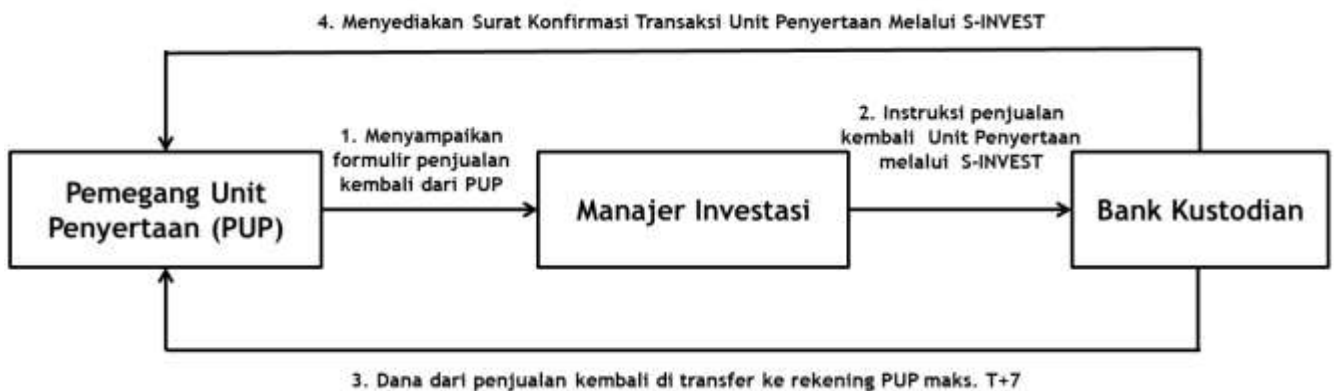 4. Menyediakan Surat Konfirmasi Transaksi Unit Penyertaan Melalui S-INVEST
1. Menyampaikan
formulir penjualan
kembali dari PUP
2. Instruksi penjualan
kembali Unit Penyertaan
melalui S-INVEST
Pemegang Unit
Penyertaan (PUP)
Manajer Investasi
Bank Kustodian
3. Dana dari penjualan kembali di transfer ke rekening PUP maks. T+7